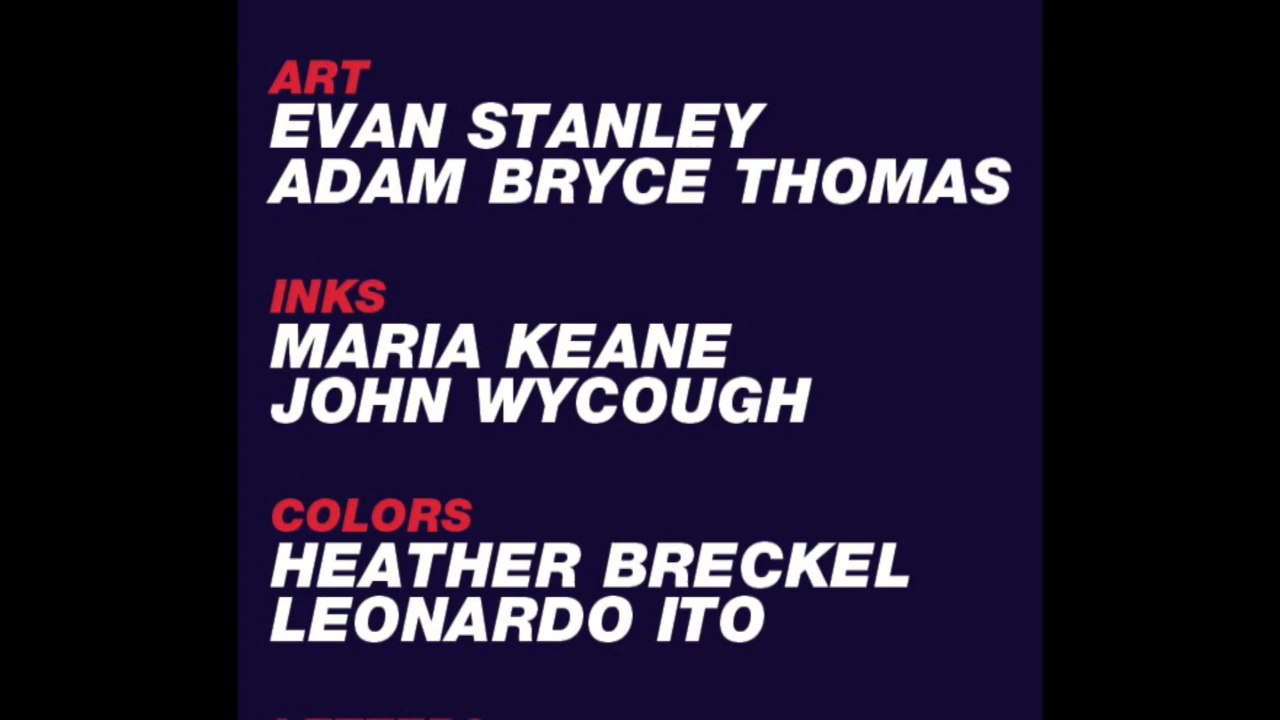 ART
EVAN STANLEY
ADAM BRYCE THOMAS
INKS
MARIA KEANE
JOHN WYCOUGH
COLORS
HEATHER BRECKEL
LEONARDO ITO